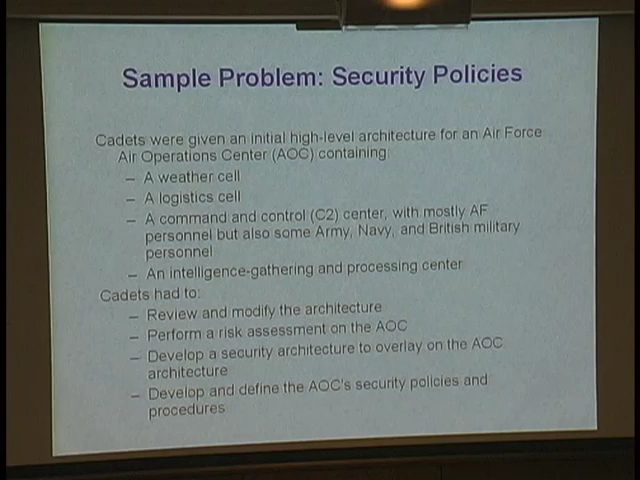 Sample Problem: Security Policies
Cadets were given an initial high-level architecture for an Air Force
Air Operations Center (AOC) containing
– A weather cell
– A logistics cell
– A command and control (C2) center, with mostly AF
personnel but also some Army, Navy, and British military
personnel
– An intelligence-gathering and processing center
Cadets had to:
– Review and modify the architecture
– Perform a risk assessment on the AOC
– Develop a security architecture to overlay on the AOC
architecture
– Develop and define the AOC's security policies and
procedures